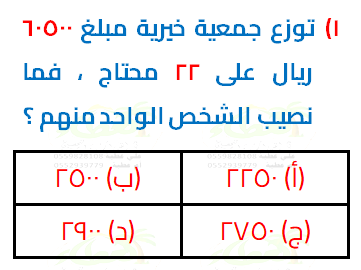 ١) توزع جمعية خيرية مبلغ ٦٠٥٠٠
ريال على ٢٢ محتاج ، فما
نصيب الشخص الواحد منهم ؟
(أ) ٢٢٥٠
(ب) ٢٥٠٠
(ج) ٢٧٥٠
(د) ٢٩٠٠